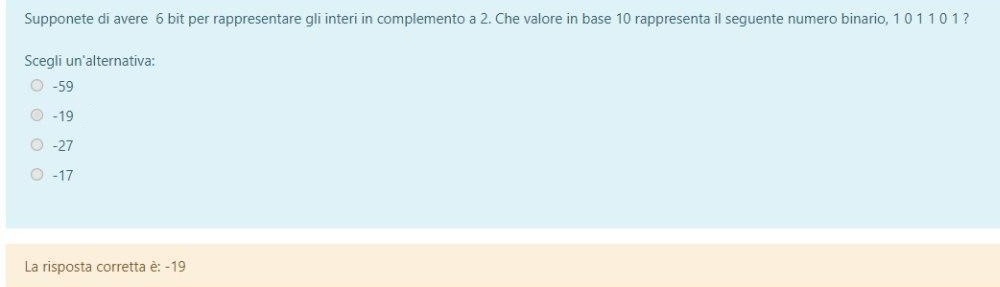 Supponete di avere 6 bit per rappresentare gli interi in complemento a 2. Che valore in base 10 rappresenta il seguente numero binario, 1 0 1 1 0 1 ?
Scegli un'alternativa:
-59
-19
-27
-17
La risposta corretta è: -19